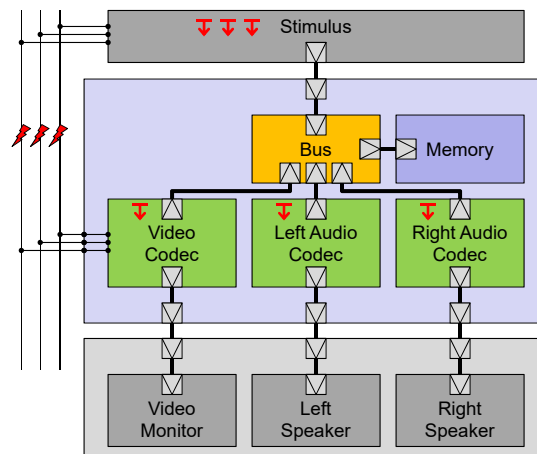 Stimulus
Bus
Memory
Video
Codec
Left Audio
Codec
Right Audio
Codec
Video
Monitor
Left
Speaker
Right
Speaker